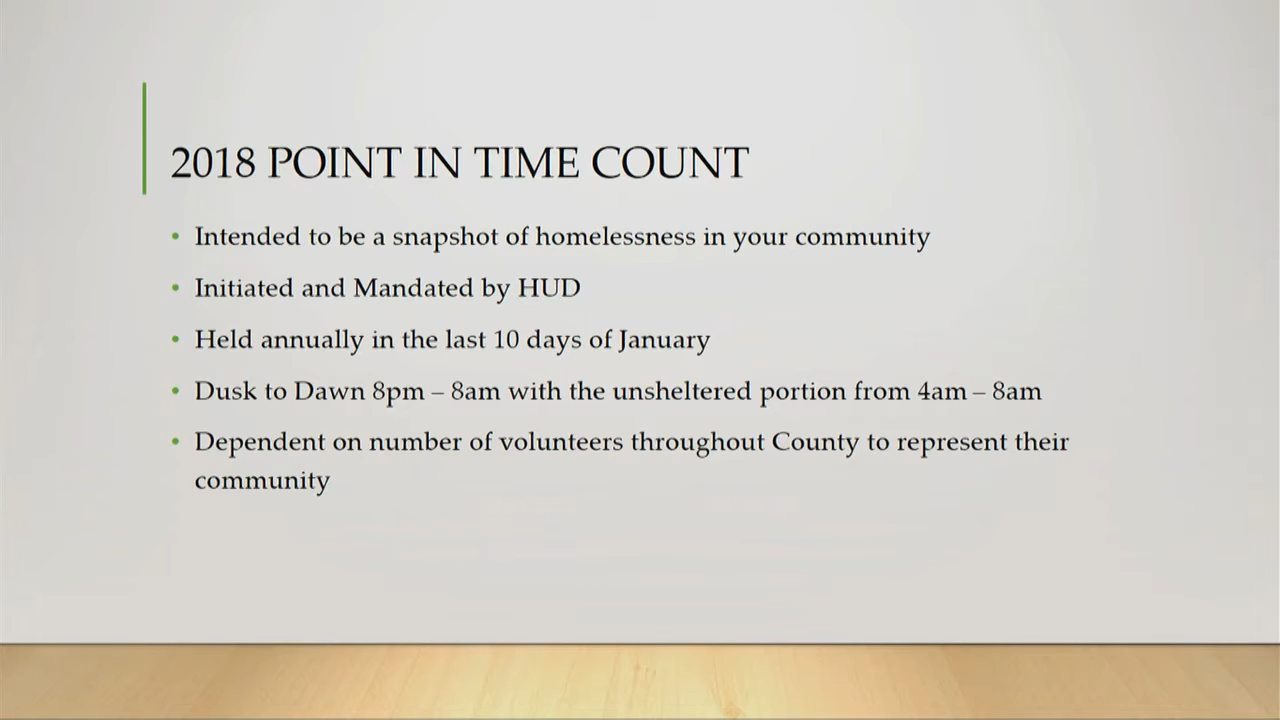 2018 POINT IN TIME COUNT
• Intended to be a snapshot of homelessness in your community
• Initiated and Mandated by HUD
• Held annually in the last 10 days of January
• Dusk to Dawn 8pm – 8am with the unsheltered portion from 4am – 8am
• Dependent on number of volunteers throughout County to represent their
community